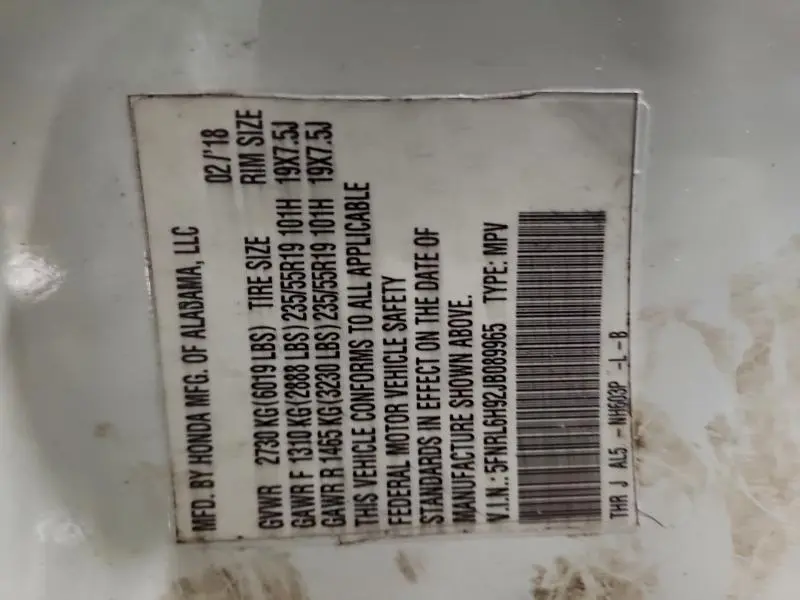 MFD. BY HONDA MFG. OF ALABAMA, LLC 02/'18
GVWR 2730 KG(6019 LBS) TIRE SIZE RIM SIZE
GAWR F 1310 KG(2888 LBS)235/55R19 101H 19X7.5J
GAWR R 1465 KG(3230 LBS)235/55R19 101H 19X7.5J
THIS VEHICLE CONFORMS TO ALL APPLICABLE
FEDERAL MOTOR VEHICLE SAFETY
STANDARDS IN EFFECT ON THE DATE OF
MANUFACTURE SHOWN ABOVE.
V.I.N.: 5FNRL6H92JB089965 TYPE: MPV
THR J AL5 -NH603P -L-B